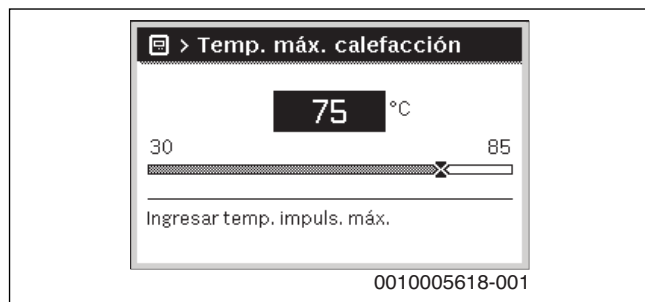 > Temp. máx. calefacción
75 °C
30 85
Ingresar temp. impuls. máx.
0010005618-001